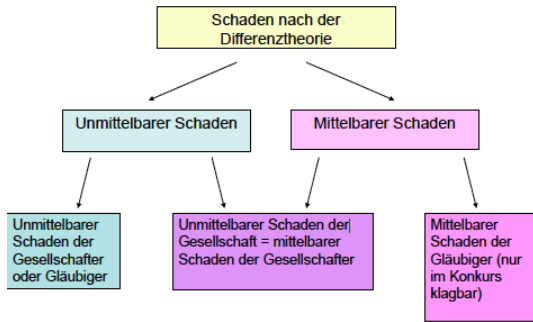 Schaden nach der
Differenztheorie
Unmittelbarer Schaden
Mittelbarer Schaden
Unmittelbarer
Schaden der
Gesellschafter
oder Gläubiger
Unmittelbarer Schaden der
Gesellschaft = mittelbarer
Schaden der Gesellschafter
Mittelbarer
Schaden der
Gläubiger (nur
im Konkurs
klagbar)